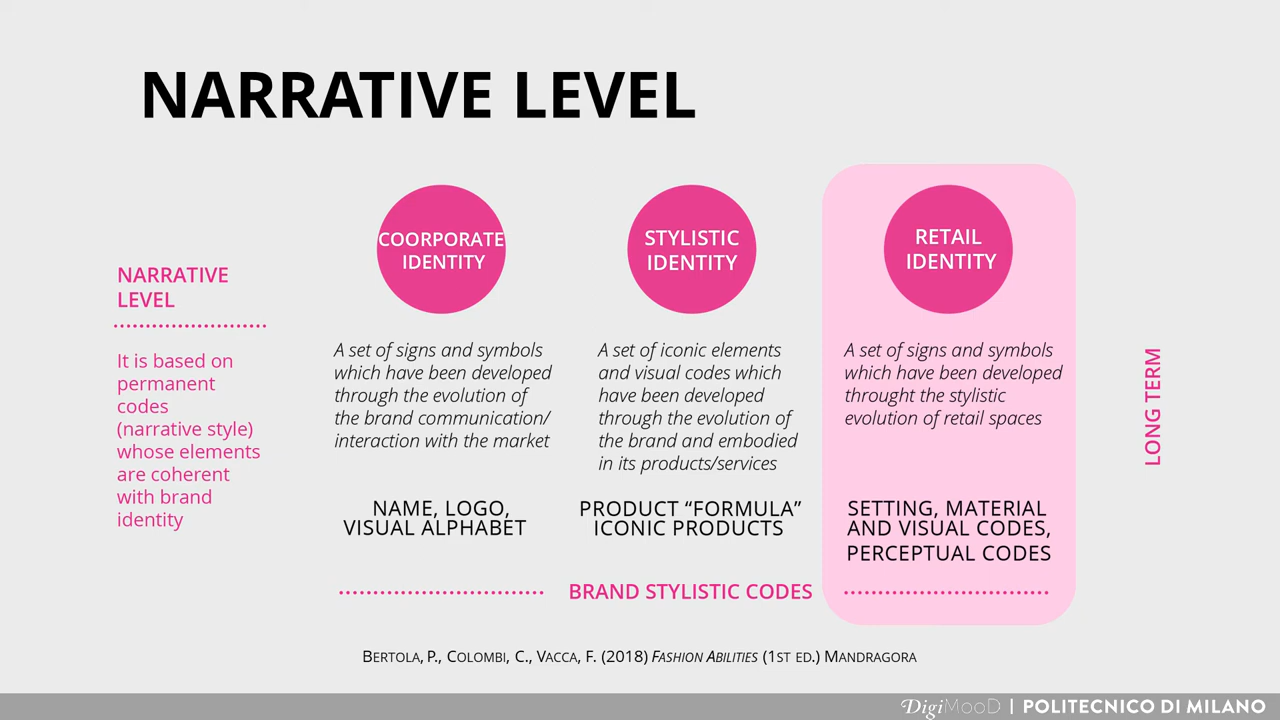 NARRATIVE LEVEL
NARRATIVE
LEVEL
It is based on
permanent
codes
(narrative style)
whose elements
are coherent
with brand
identity
COORPORATE
IDENTITY
A set of signs and symbols
which have been developed
through the evolution of
the brand communication/
interaction with the market
NAME, LOGO,
VISUAL ALPHABET
STYLISTIC
IDENTITY
A set of iconic elements
and visual codes which
have been developed
through the evolution of
the brand and embodied
in its products/services
PRODUCT “FORMULA”
ICONIC PRODUCTS
RETAIL
IDENTITY
A set of signs and symbols
which have been developed
throught the stylistic
evolution of retail spaces
SETTING, MATERIAL
AND VISUAL CODES,
PERCEPTUAL CODES
LONG TERM
BRAND STYLISTIC CODES
BERTOLA, P., COLOMBI, C., VACCA, F. (2018) FASHION ABILITIES (1ST ED.) MANDRAGORA
DigiMooD | POLITECNICO DI MILANO